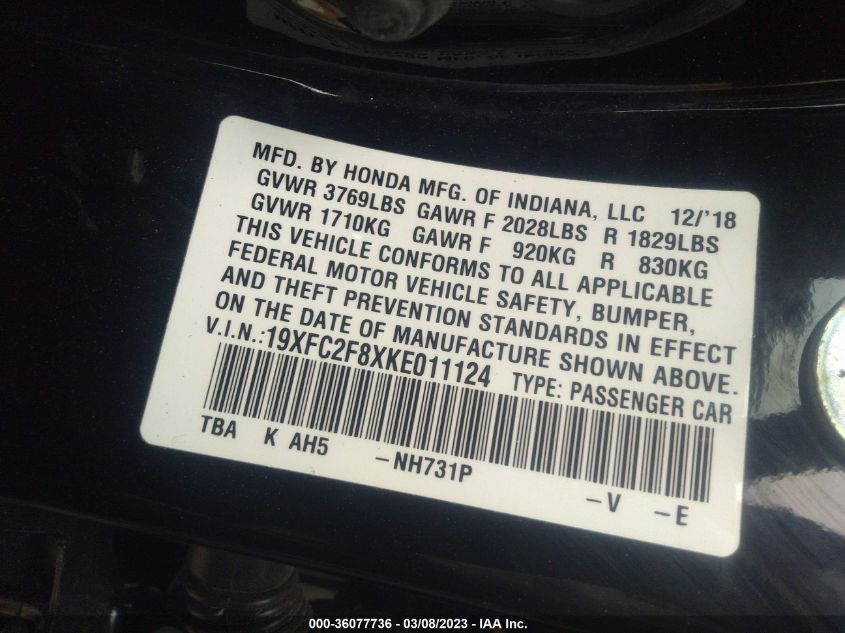 MFD. BY HONDA MFG. OF INDIANA, LLC 12/'18
GVWR 3769LBS GAWR F 2028LBS R 1829LBS
GVWR 1710KG GAWR F 920KG R 830KG
THIS VEHICLE CONFORMS TO ALL APPLICABLE
FEDERAL MOTOR VEHICLE SAFETY, BUMPER,
AND THEFT PREVENTION STANDARDS IN EFFECT
ON THE DATE OF MANUFACTURE SHOWN ABOVE.
V.I.N.:19XFC2F8XKE011124 TYPE: PASSENGER CAR
TBA K AH5 -NH731P -V -E
000-36077736 / 03/08/2023 - IAA Inc.